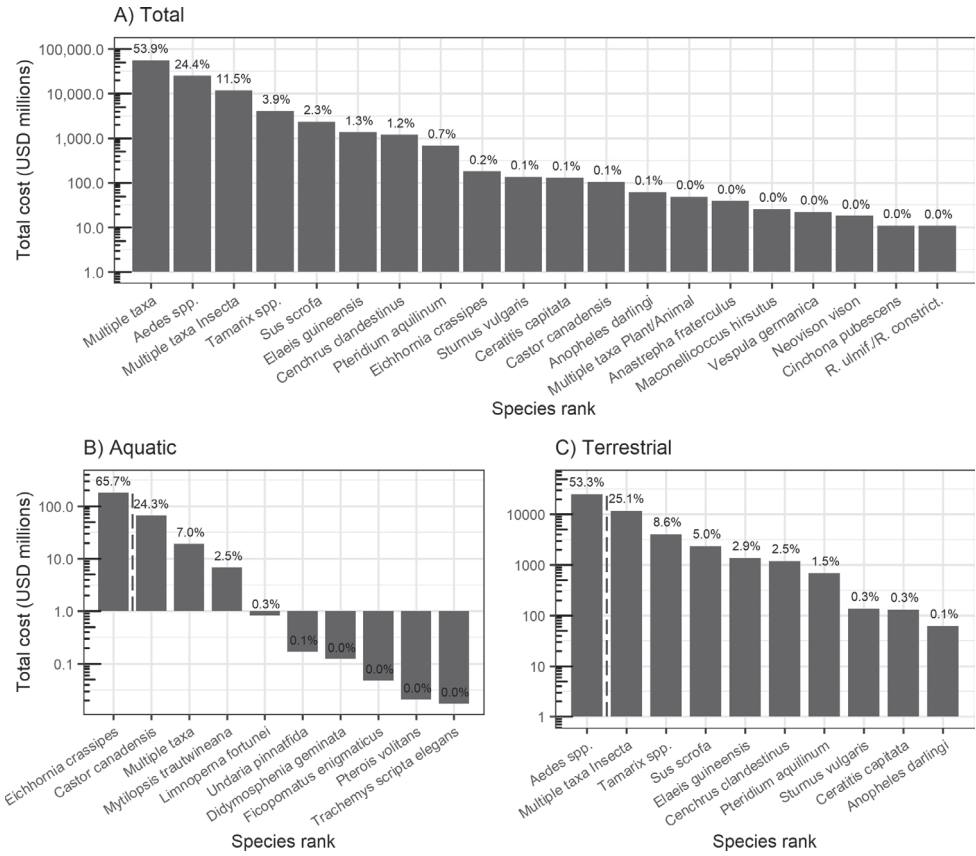 A) Total
Total cost (USD millions)
100,000.0
10,000.0
1,000.0
100.0
10.0
1.0
53.9%
24.4%
11.5%
3.9%
2.3%
1.3%
1.2%
0.7%
0.2%
0.1%
0.1%
0.1%
0.1%
0.0%
0.0%
0.0%
0.0%
0.0%
0.0%
0.0%
Multiple taxa
Aedes spp.
Multiple taxa Insecta
Tamarix spp.
Sus scrofa
Elaeis guineensis
Cenchrus clandestinus
Pteridium aquilinum
Eichhornia crassipes
Sturnus vulgaris
Ceratitis capitata
Castor canadensis
Anopheles darlingi
Multiple taxa Plant/Animal
Anastrepha fraterculus
Maconellicoccus hirsutus
Vespula germanica
Neovison vison
Cinchona pubescens
R. ulmif./R. constrict.
Species rank
B) Aquatic
Total cost (USD millions)
100.0
10.0
1.0
0.1
65.7%
24.3%
7.0%
2.5%
0.3%
0.1%
0.0%
0.0%
0.0%
0.0%
Eichhornia crassipes
Castor canadensis
Multiple taxa
Mytilopsis trautwineana
Limnoperna fortunei
Undaria pinnatfida
Didymosphenia geminata
Ficopomatus enigmaticus
Pterois volitans
Trachemys scripta elegans
Species rank
C) Terrestrial
10000
1000
100
10
1
53.3%
25.1%
8.6%
5.0%
2.9%
2.5%
1.5%
0.3%
0.3%
0.1%
Aedes spp.
Multiple taxa Insecta
Tamarix spp.
Sus scrofa
Elaeis guineensis
Cenchrus clandestinus
Pteridium aquilinum
Sturnus vulgaris
Ceratitis capitata
Anopheles darlingi
Species rank